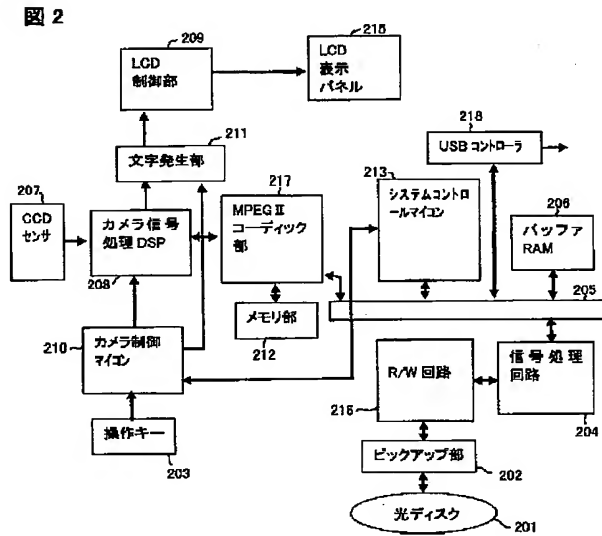 図 2
209
LCD
制御部
215
LCD
表示
パネル
211
文字発生部
218
USB コントローラ
207
CCD
センサ
カメラ信号
処理 DSP
208
217
MPEG II
コーディック
部
213
システムコントロ
ールマイコン
206
バッファ
RAM
205
メモリ部
212
210
カメラ制御
マイコン
R/W 回路
216
信号処理
回路
204
操作キー
203
ピックアップ部
202
光ディスク
201